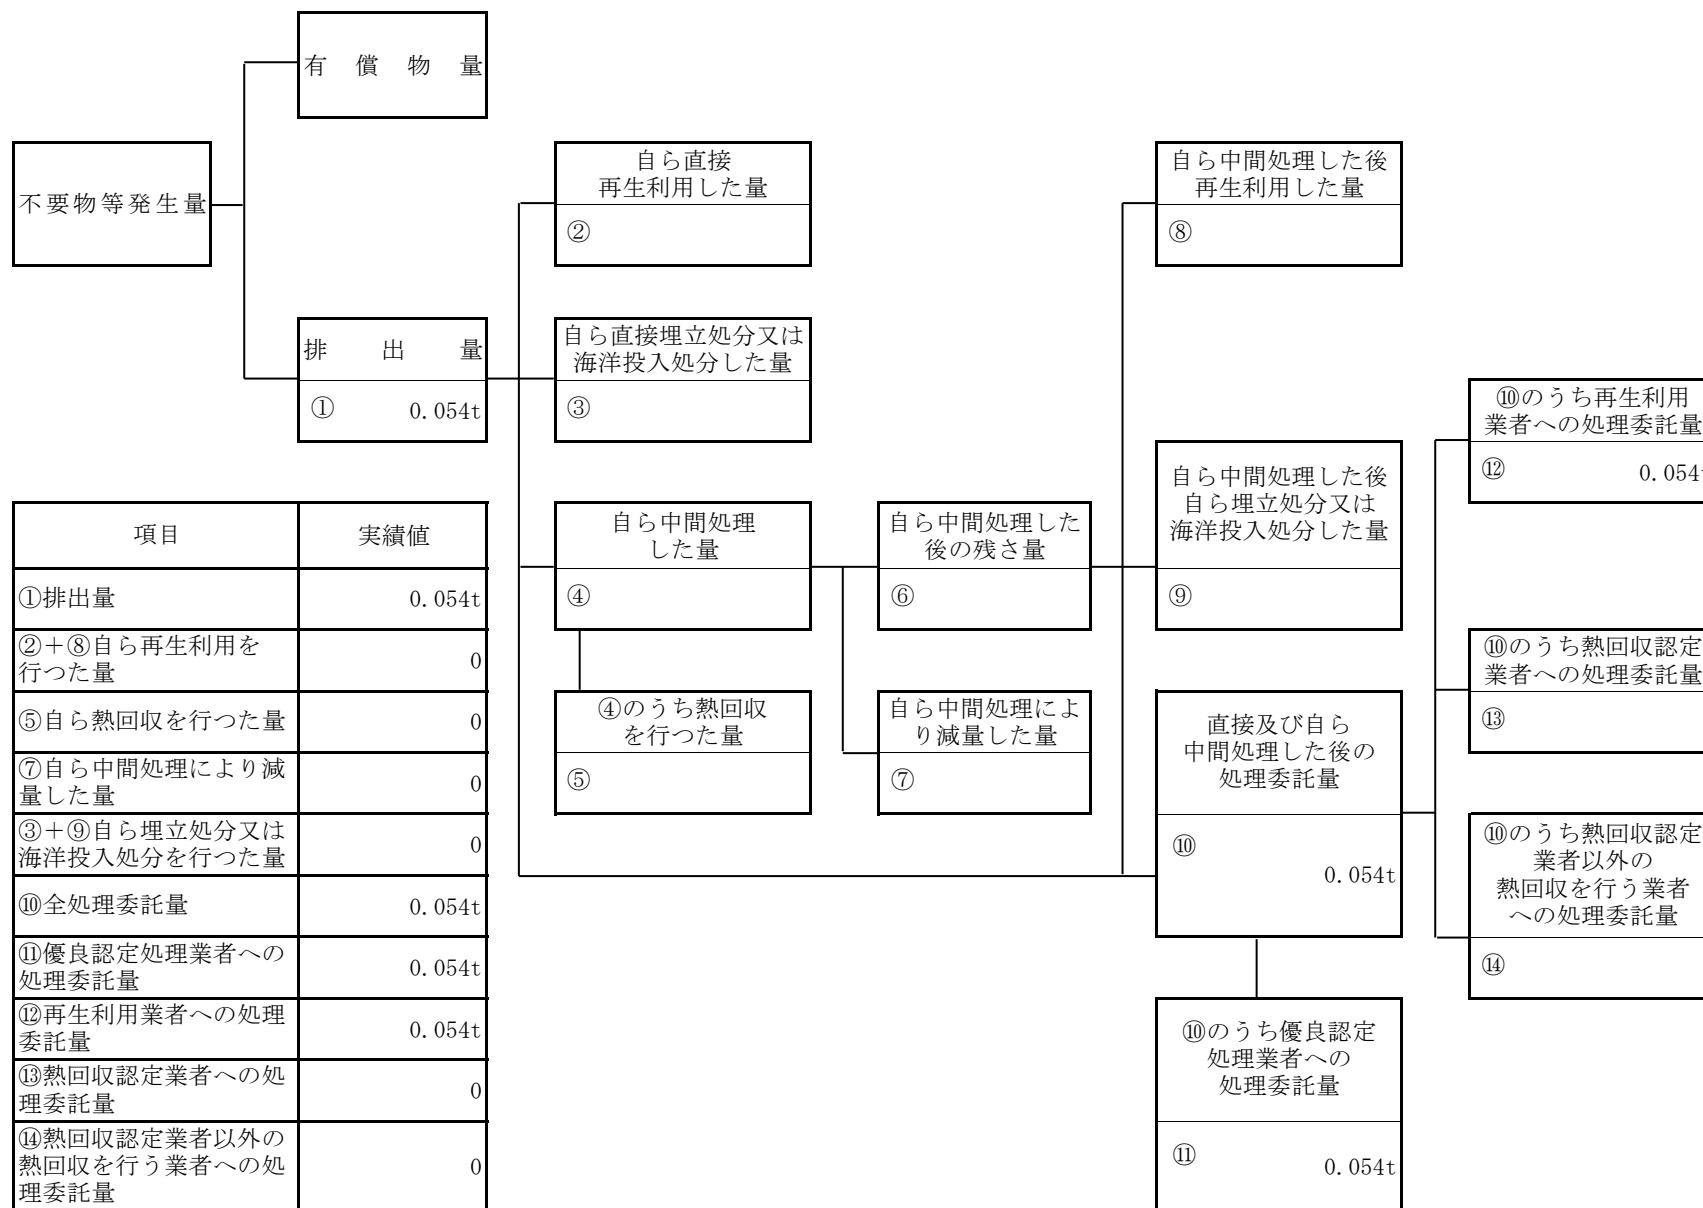 有償物量
不要物等発生量
自ら直接
再生利用した量
②
自ら中間処理した後
再生利用した量
⑧
排出量
① 0.054t
自ら直接埋立処分又は
海洋投入処分した量
③
⑩のうち再生利用
業者への処理委託量
⑫ 0.054t
自ら中間処理
した量
④
自ら中間処理した
後の残さ量
⑥
自ら中間処理した後
自ら埋立処分又は
海洋投入処分した量
⑨
⑩のうち熱回収認定
業者への処理委託量
⑬
④のうち熱回収
を行つた量
⑤
自ら中間処理によ
り減量した量
⑦
直接及び自ら
中間処理した後の
処理委託量
⑩
0.054t
⑩のうち熱回収認定
業者以外の
熱回収を行う業者
への処理委託量
⑭
⑩のうち優良認定
処理業者への
処理委託量
⑪ 0.054t
項目 実績値
①排出量 0.054t
②+⑧自ら再生利用を
行つた量 0
⑤自ら熱回収を行つた量 0
⑦自ら中間処理により減
量した量 0
③+⑨自ら埋立処分又は
海洋投入処分を行つた量 0
⑩全処理委託量 0.054t
⑪優良認定処理業者への
処理委託量 0.054t
⑫再生利用業者への処理
委託量 0.054t
⑬熱回収認定業者への処
理委託量 0
⑭熱回収認定業者以外の
熱回収を行う業者への処
理委託量 0